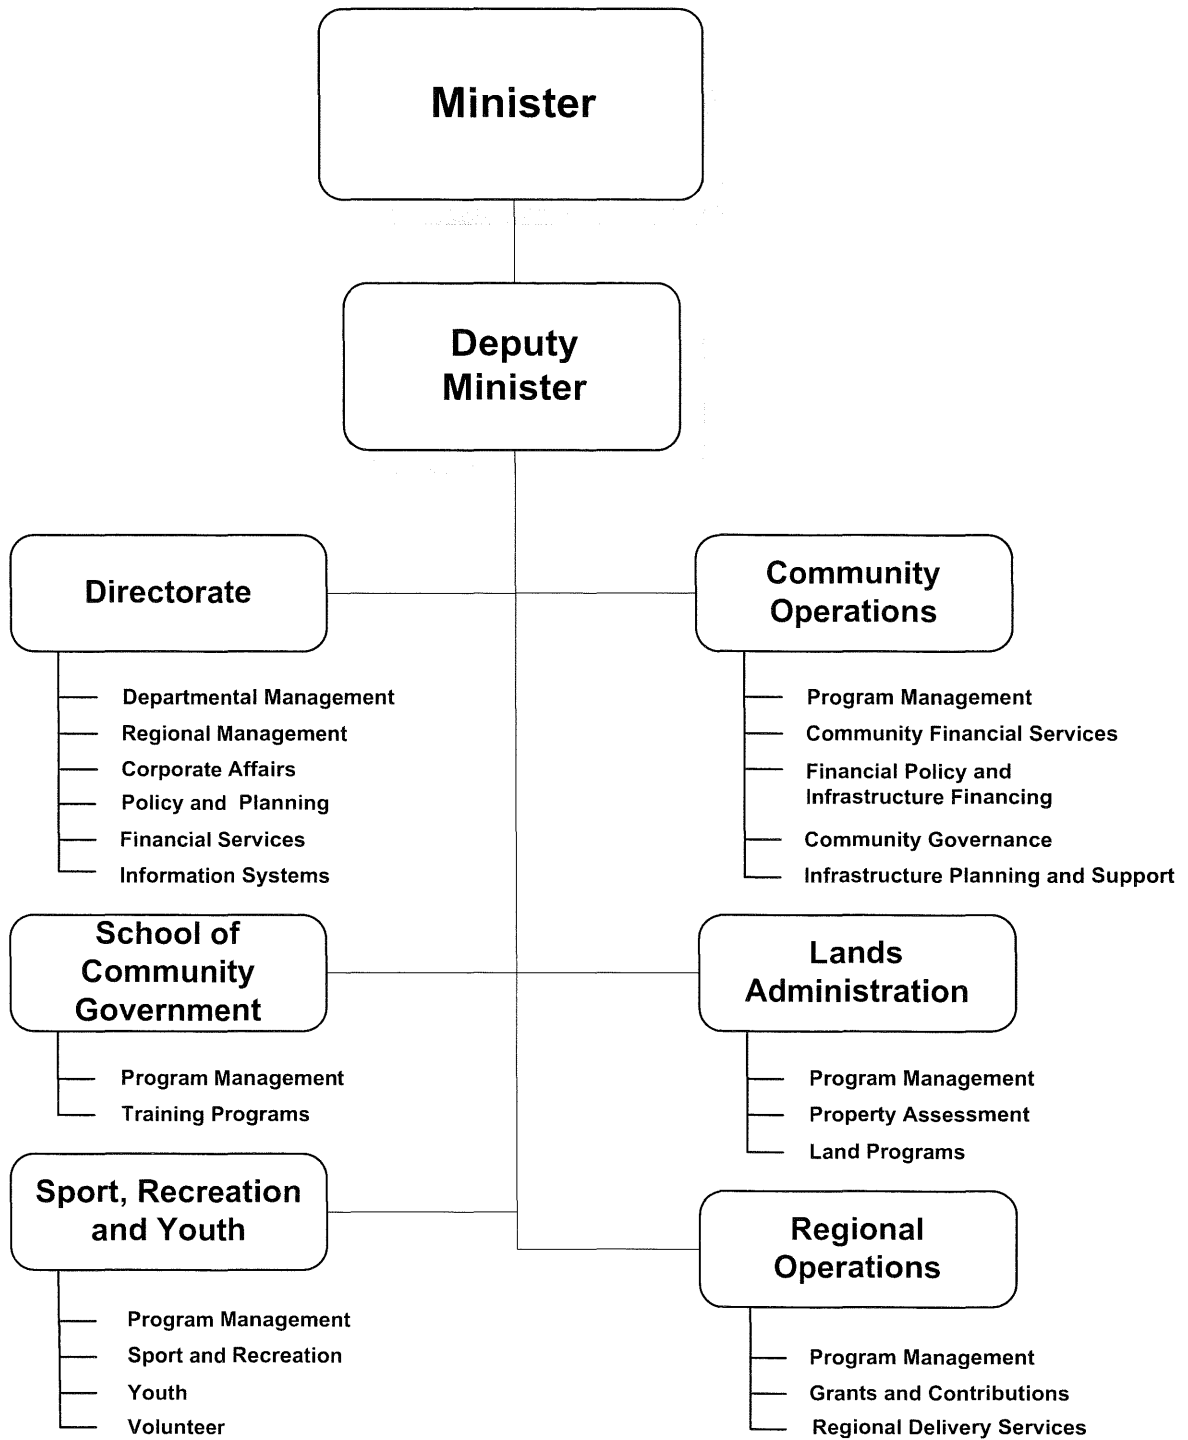 Minister
Deputy
Minister
Directorate
Departmental Management
Regional Management
Corporate Affairs
Policy and Planning
Financial Services
Information Systems
Community
Operations
Program Management
Community Financial Services
Financial Policy and
Infrastructure Financing
Community Governance
Infrastructure Planning and Support
School of
Community
Government
Program Management
Training Programs
Lands
Administration
Program Management
Property Assessment
Land Programs
Sport, Recreation
and Youth
Program Management
Sport and Recreation
Youth
Volunteer
Regional
Operations
Program Management
Grants and Contributions
Regional Delivery Services